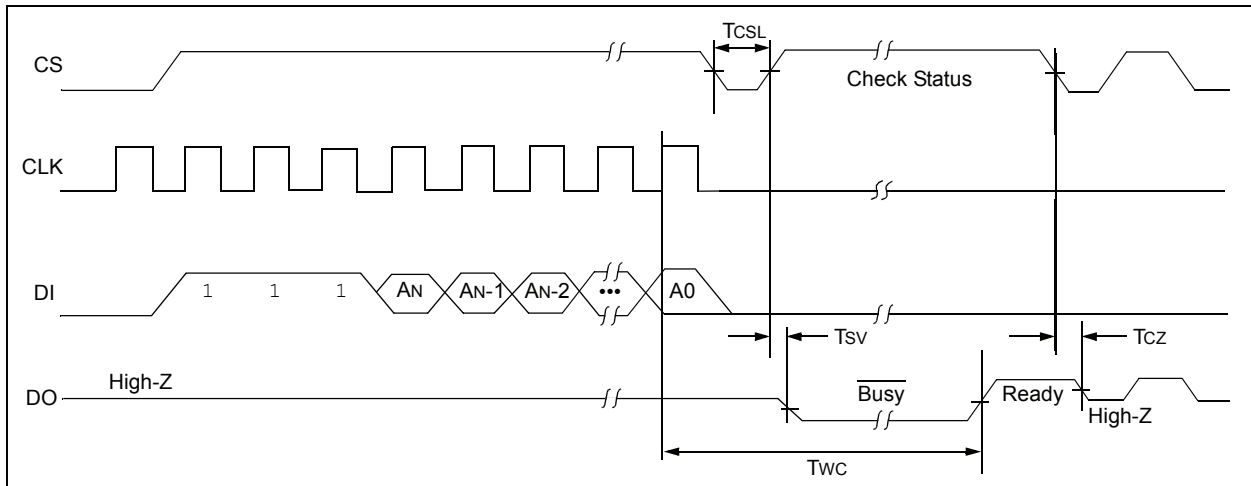 TCSL
CS
Check Status
CLK
DI
1 1 1 AN AN-1 AN-2 ••• A0
TSV
TCZ
High-Z
DO
Busy
Ready
High-Z
TWC